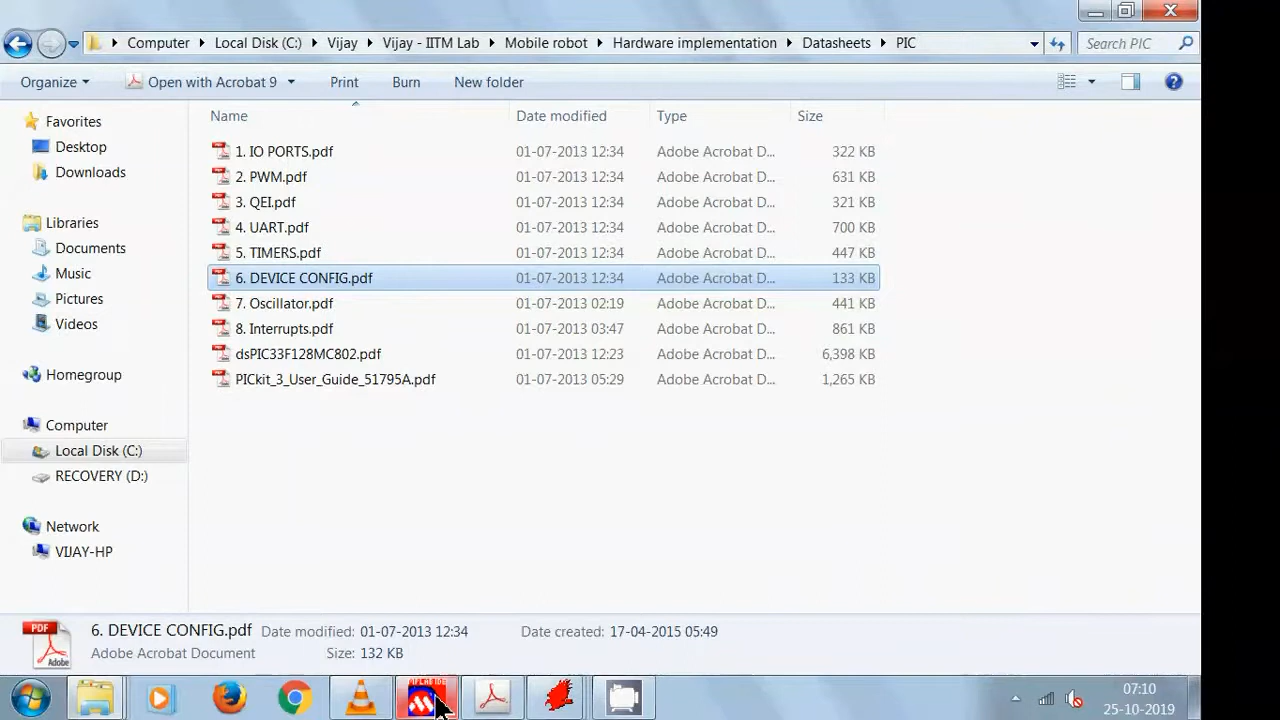 Computer Local Disk (C:) Vijay Vijay - IITM Lab Mobile robot Hardware implementation Datasheets PIC Search PIC
Organize Open with Acrobat 9 Print Burn New folder
Name Date modified Type Size
Favorites
Desktop
Downloads
Libraries
Documents
Music
Pictures
Videos
Homegroup
Computer
Local Disk (C:)
RECOVERY (D:)
Network
VIJAY-HP
1. IO PORTS.pdf 01-07-2013 12:34 Adobe Acrobat D... 322 KB
2. PWM.pdf 01-07-2013 12:34 Adobe Acrobat D... 631 KB
3. QEI.pdf 01-07-2013 12:34 Adobe Acrobat D... 321 KB
4. UART.pdf 01-07-2013 12:34 Adobe Acrobat D... 700 KB
5. TIMERS.pdf 01-07-2013 12:34 Adobe Acrobat D... 447 KB
6. DEVICE CONFIG.pdf 01-07-2013 12:34 Adobe Acrobat D... 133 KB
7. Oscillator.pdf 01-07-2013 02:19 Adobe Acrobat D... 441 KB
8. Interrupts.pdf 01-07-2013 03:47 Adobe Acrobat D... 861 KB
dsPIC33F128MC802.pdf 01-07-2013 12:23 Adobe Acrobat D... 6,398 KB
PICkit_3_User_Guide_51795A.pdf 01-07-2013 05:29 Adobe Acrobat D... 1,265 KB
PDF
Adobe
6. DEVICE CONFIG.pdf Date modified: 01-07-2013 12:34 Date created: 17-04-2015 05:49
Adobe Acrobat Document Size: 132 KB
07:10
25-10-2019